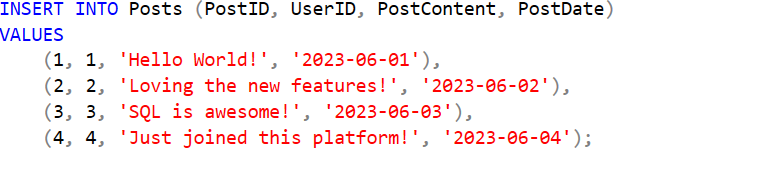 INSERT INTO Posts (PostID, UserID, PostContent, PostDate)
VALUES
(1, 1, 'Hello World!', '2023-06-01'),
(2, 2, 'Loving the new features!', '2023-06-02'),
(3, 3, 'SQL is awesome!', '2023-06-03'),
(4, 4, 'Just joined this platform!', '2023-06-04');